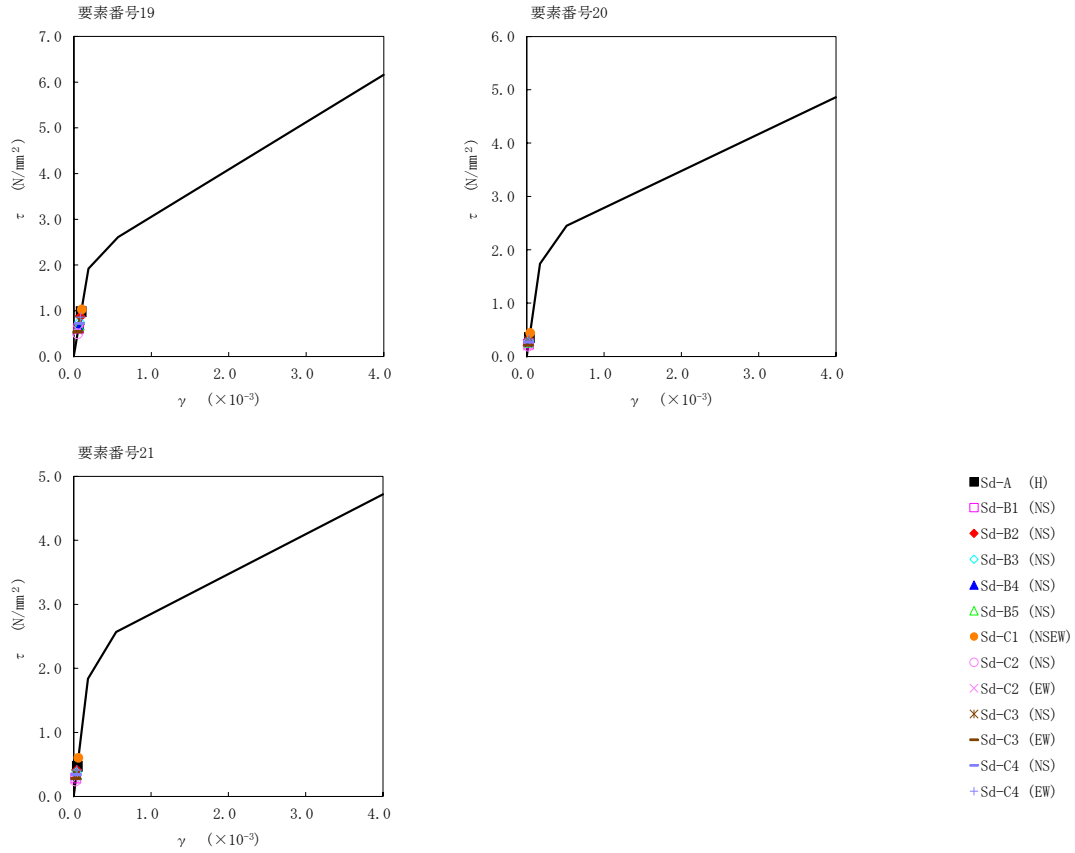 要素番号19
7.0
6.0
5.0
4.0
3.0
2.0
1.0
0.0
τ (N/mm²)
0.0 1.0 2.0 3.0 4.0
γ (×10⁻³)
要素番号20
6.0
5.0
4.0
3.0
2.0
1.0
0.0
τ (N/mm²)
0.0 1.0 2.0 3.0 4.0
γ (×10⁻³)
要素番号21
5.0
4.0
3.0
2.0
1.0
0.0
τ (N/mm²)
0.0 1.0 2.0 3.0 4.0
γ (×10⁻³)
Sd-A (H)
Sd-B1 (NS)
Sd-B2 (NS)
Sd-B3 (NS)
Sd-B4 (NS)
Sd-B5 (NS)
Sd-C1 (NSEW)
Sd-C2 (NS)
Sd-C2 (EW)
Sd-C3 (NS)
Sd-C3 (EW)
Sd-C4 (NS)
Sd-C4 (EW)